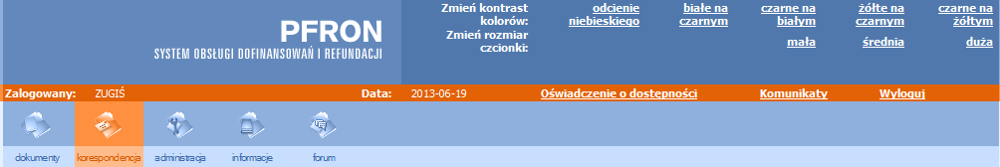 Zmień kontrast kolorów: odcienie niebieskiego białe na czarnym czarne na białym żółte na czarnym czarne na żółtym
PFRON
SYSTEM OBSŁUGI DOFINANSOWAŃ I REFUNDACJI
Zmień rozmiar czcionki: mała średnia duża
Zalogowany: ZUGIŚ Data: 2013-06-19 Oświadczenie o dostępności Komunikaty Wyloguj
dokumenty korespondencja administracja informacje forum